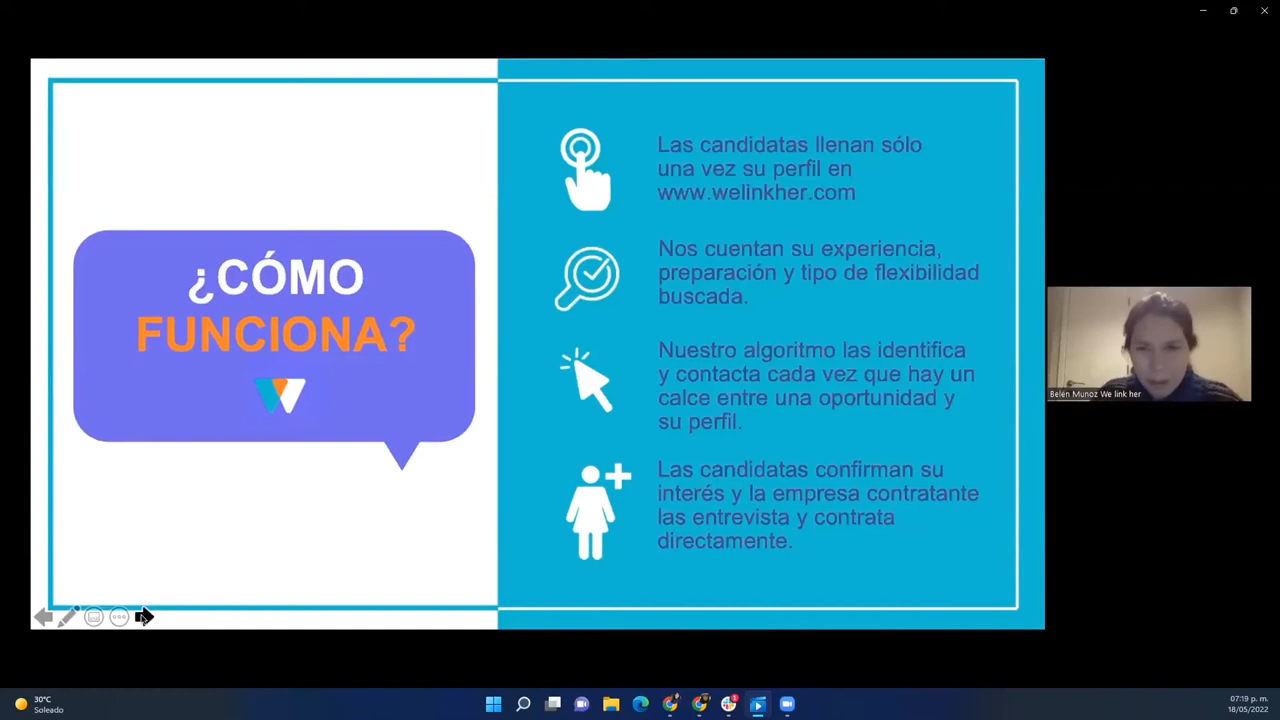 ¿CÓMO
FUNCIONA?
Las candidatas llenan sólo
una vez su perfil en
www.welinkher.com
Nos cuentan su experiencia,
preparación y tipo de flexibilidad
buscada.
Nuestro algoritmo las identifica
y contacta cada vez que hay un
calce entre una oportunidad y
su perfil.
Las candidatas confirman su
interés y la empresa contratante
las entrevista y contrata
directamente.
Belén Munoz We link her
30°C
Soleado
1
07:19 p. m.
18/05/2022